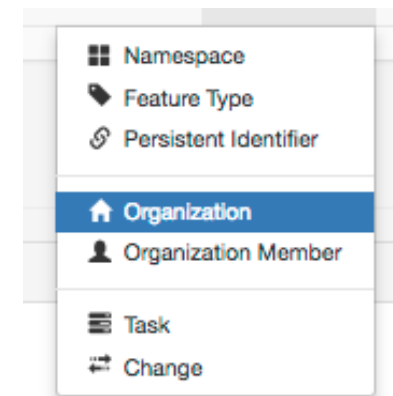 Namespace
Feature Type
Persistent Identifier
Organization
Organization Member
Task
Change